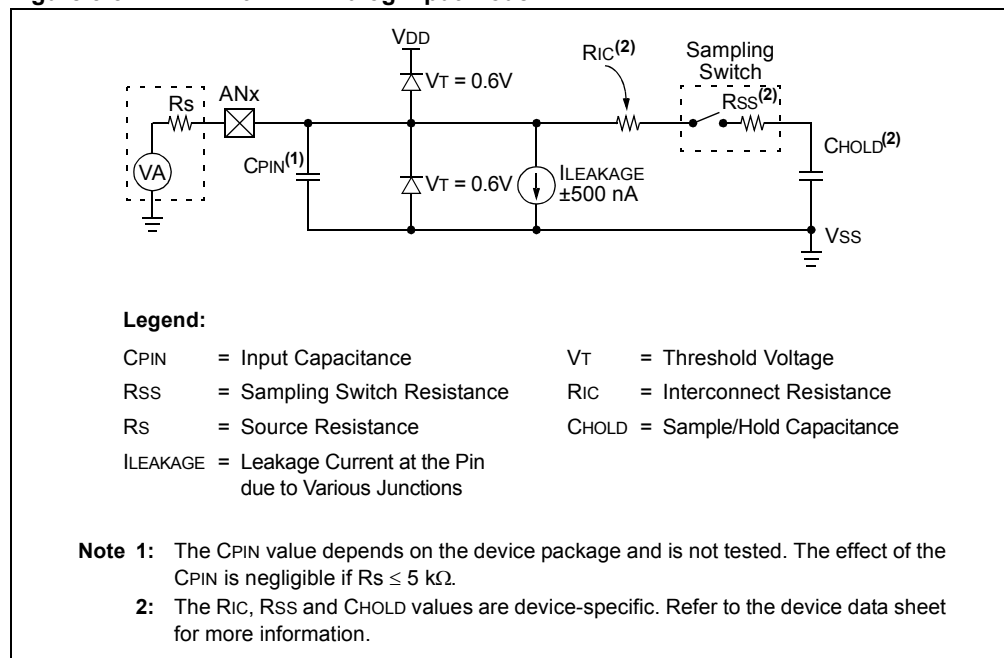 VDD
RIC(2)
Sampling
Switch
VT = 0.6V
Rs
ANx
RSS(2)
CPIN(1)
CHOLD(2)
VA
VT = 0.6V
ILEAKAGE
±500 nA
VSS
Legend:
CPIN = Input Capacitance
VT = Threshold Voltage
RSS = Sampling Switch Resistance
RIC = Interconnect Resistance
RS = Source Resistance
CHOLD = Sample/Hold Capacitance
ILEAKAGE = Leakage Current at the Pin
due to Various Junctions
Note 1: The CPIN value depends on the device package and is not tested. The effect of the
CPIN is negligible if Rs ≤ 5 kΩ.
2: The RIC, RSS and CHOLD values are device-specific. Refer to the device data sheet
for more information.